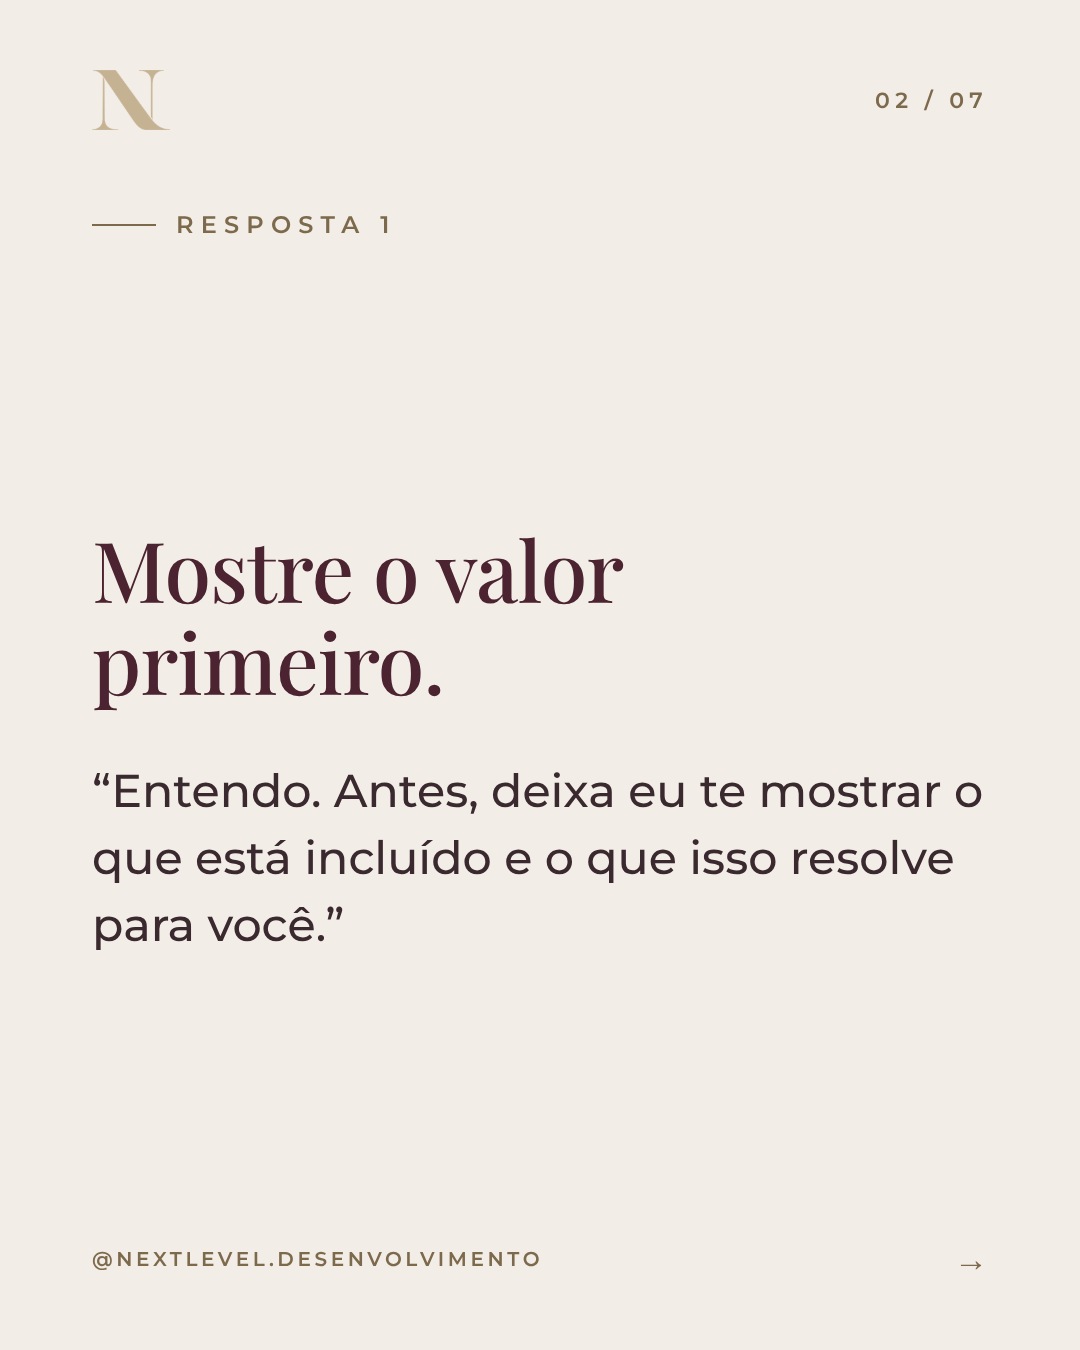 N
02 / 07
RESPOSTA 1
Mostre o valor
primeiro.
“Entendo. Antes, deixa eu te mostrar o
que está incluído e o que isso resolve
para você.”
@NEXTLEVEL.DESENVOLVIMENTO
→